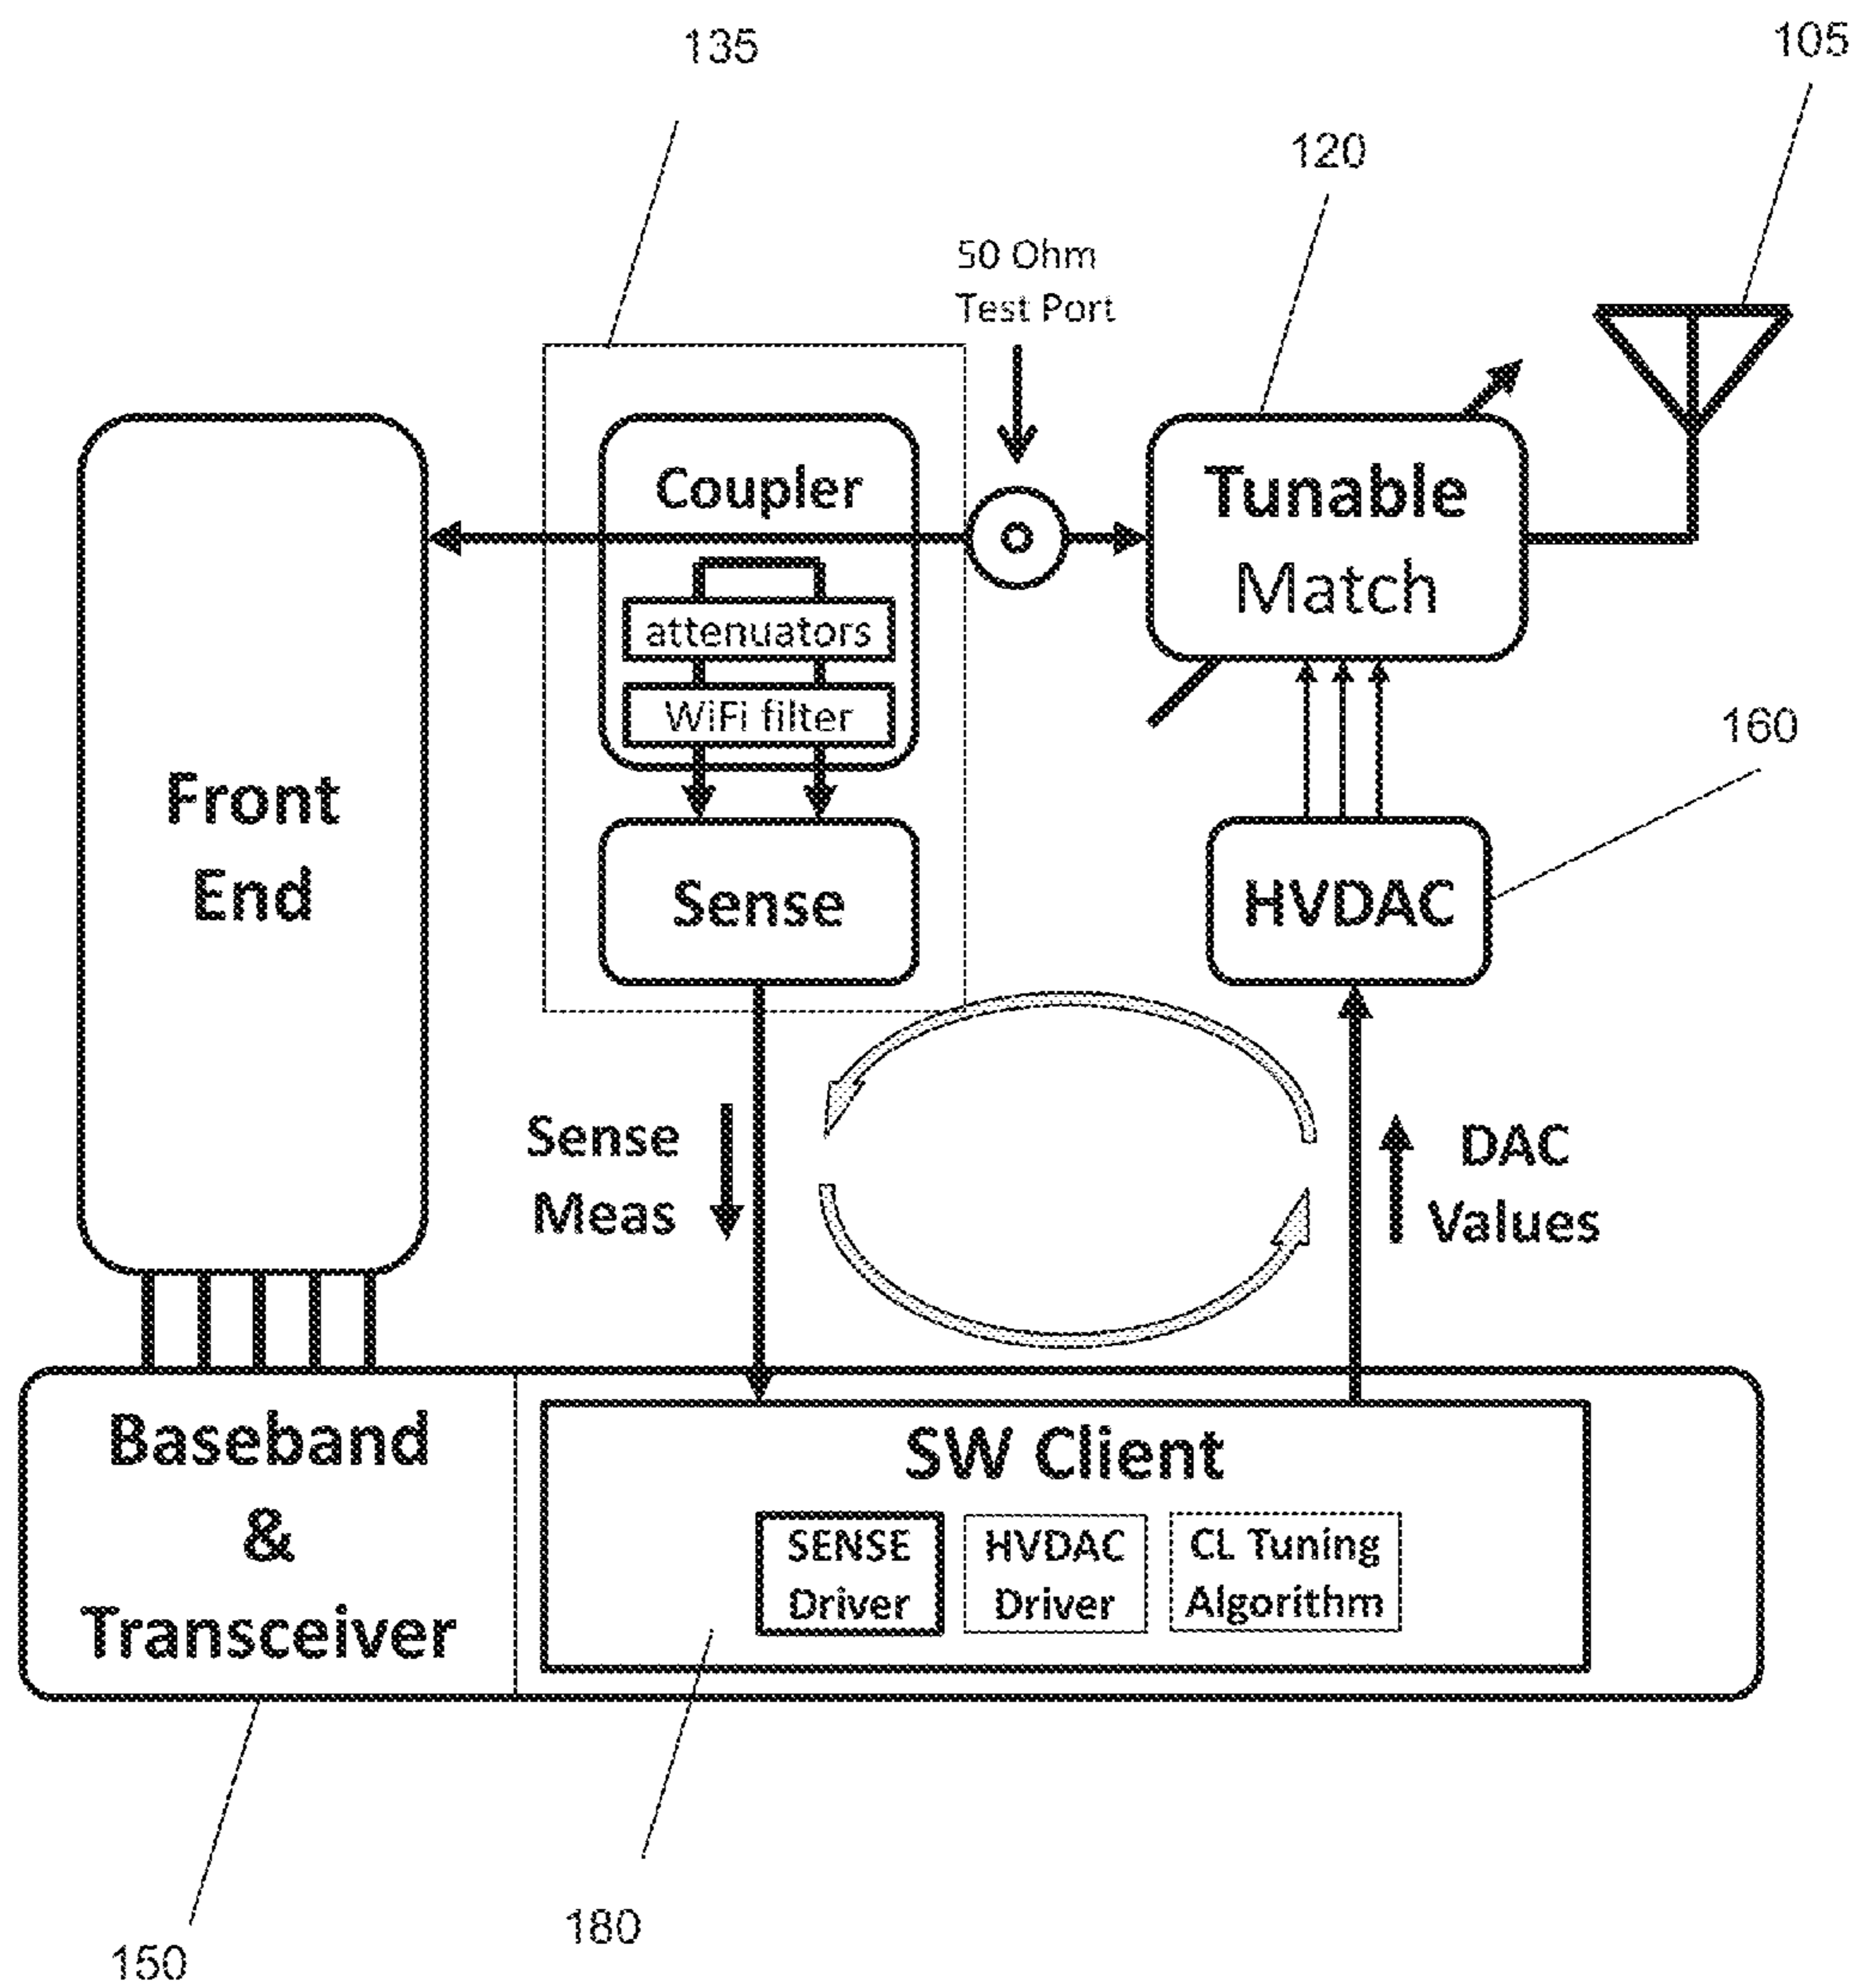 135
105
120
50 Ohm
Test Port
Coupler
attenuators
WiFi filter
Tunable
Match
160
Front
End
Sense
HVDAC
Sense
Meas
DAC
Values
Baseband
&
Transceiver
SW Client
SENSE
Driver
HVDAC
Driver
CL Tuning
Algorithm
180
150